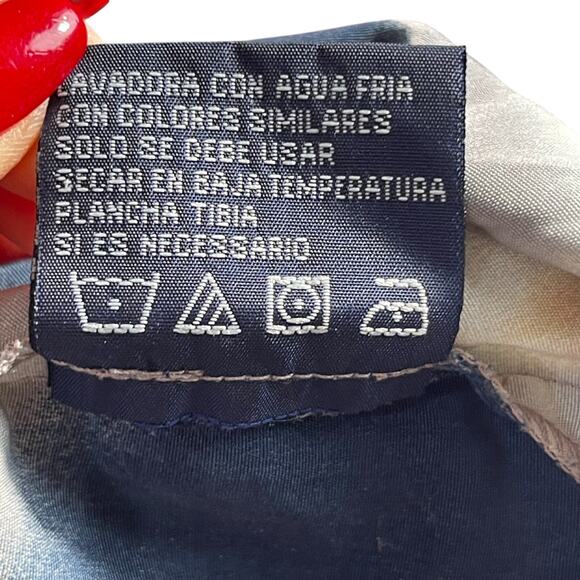 LAVADORA CON AGUA FRIA
CON COLORES SIMILARES
SOLO SE DEBE USAR
SECAR EN BAJA TEMPERATURA
PLANCHA TIBIA
SI ES NECESSARIO